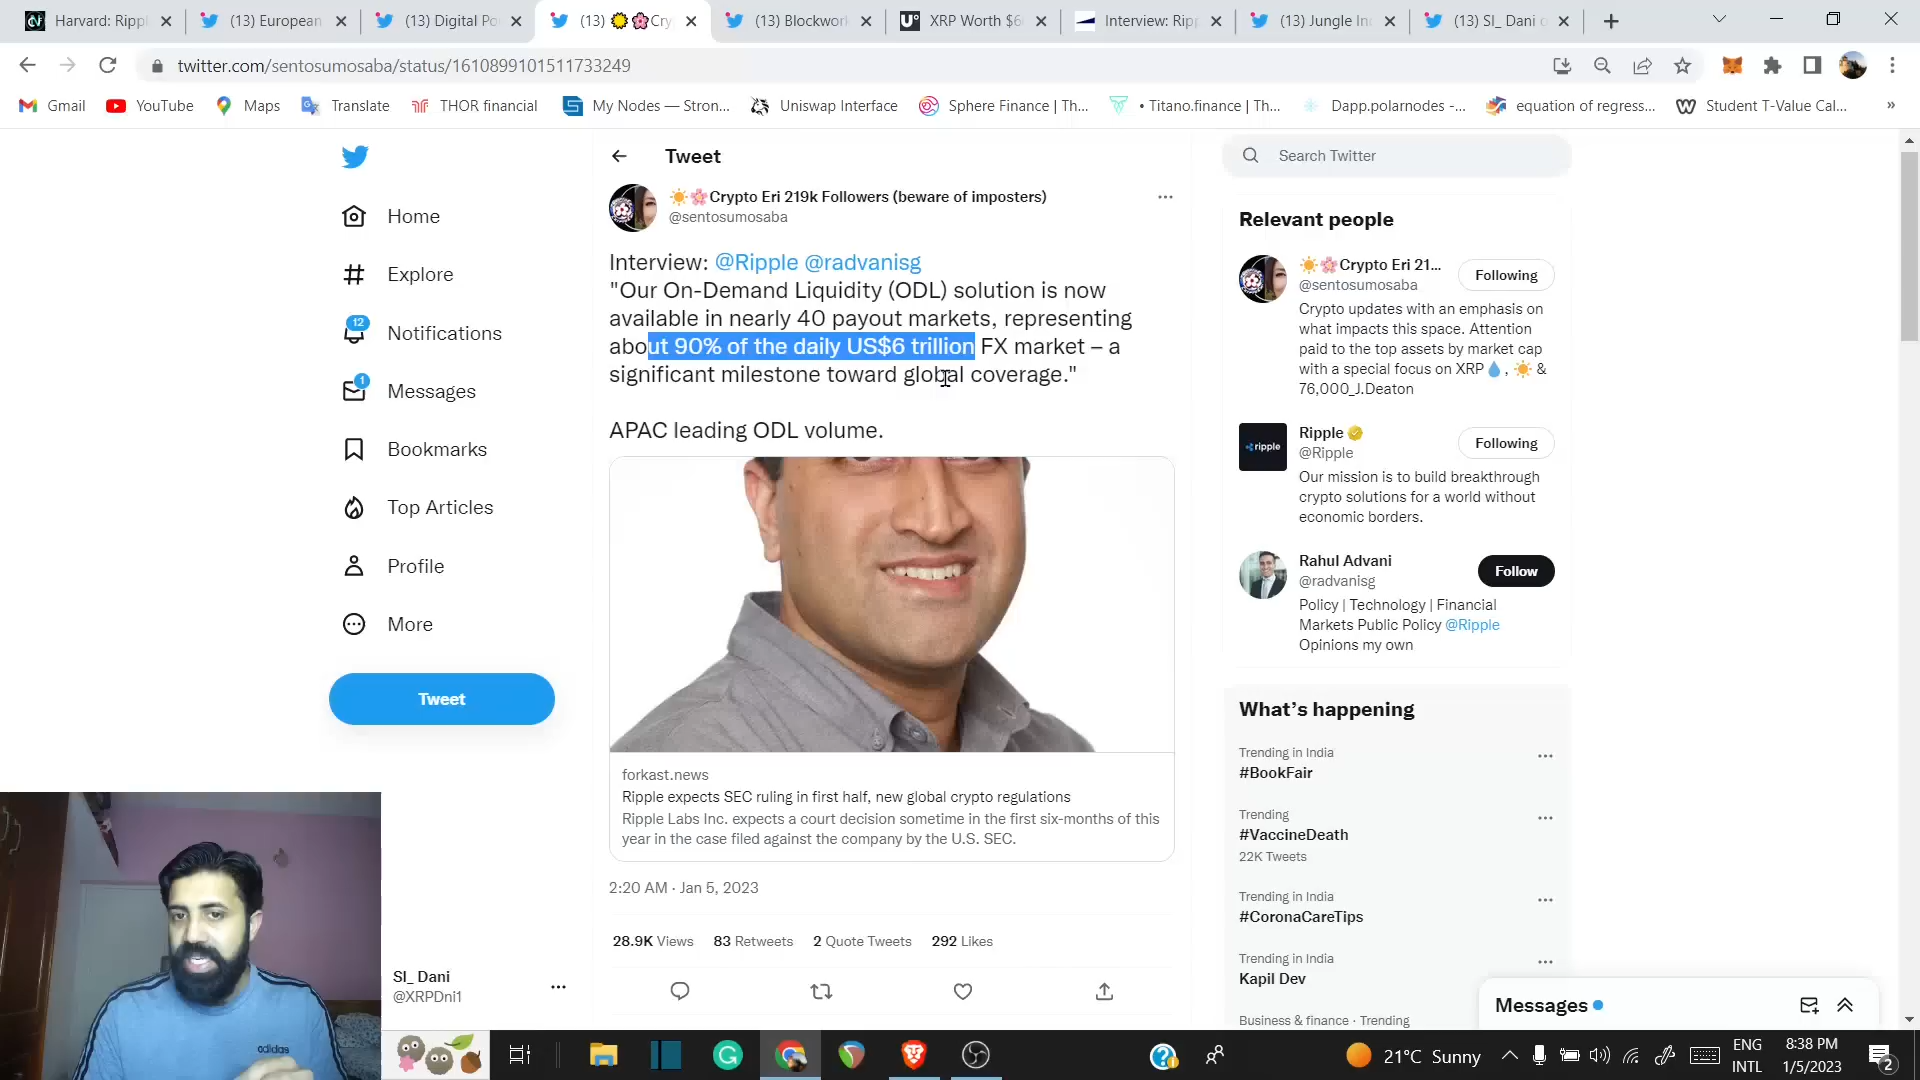 Harvard: Rippl
(13) European
(13) Digital Po
(13) 🌞🌸Cry
(13) Blockwork
XRP Worth $6
Interview: Ripp
(13) Jungle In
(13) SI_ Dani o
twitter.com/sentosumosaba/status/1610899101511733249
Gmail
YouTube
Maps
Translate
THOR financial
My Nodes — Stron...
Uniswap Interface
Sphere Finance | Th...
• Titano.finance | Th...
Dapp.polarnodes -...
equation of regress...
Student T-Value Cal...
»
Home
Explore
12
Notifications
1
Messages
Bookmarks
Top Articles
Profile
More
Tweet
SI_ Dani
@XRPDni1
Tweet
☀️🌸Crypto Eri 219k Followers (beware of imposters)
@sentosumosaba
Interview: @Ripple @radvanisg
"Our On-Demand Liquidity (ODL) solution is now
available in nearly 40 payout markets, representing
about 90% of the daily US$6 trillion FX market – a
significant milestone toward global coverage."
APAC leading ODL volume.
forkast.news
Ripple expects SEC ruling in first half, new global crypto regulations
Ripple Labs Inc. expects a court decision sometime in the first six-months of this
year in the case filed against the company by the U.S. SEC.
2:20 AM · Jan 5, 2023
28.9K Views 83 Retweets 2 Quote Tweets 292 Likes
Search Twitter
Relevant people
☀️🌸Crypto Eri 21...
@sentosumosaba
Following
Crypto updates with an emphasis on
what impacts this space. Attention
paid to the top assets by market cap
with a special focus on XRP💧, ☀️ &
76,000_J.Deaton
ripple
Ripple
@Ripple
Following
Our mission is to build breakthrough
crypto solutions for a world without
economic borders.
Rahul Advani
@radvanisg
Follow
Policy | Technology | Financial
Markets Public Policy @Ripple
Opinions my own
What's happening
Trending in India
#BookFair
Trending
#VaccineDeath
22K Tweets
Trending in India
#CoronaCareTips
Trending in India
Kapil Dev
Business & finance · Trending
Messages
adidas
21°C Sunny
ENG
INTL
8:38 PM
1/5/2023
2